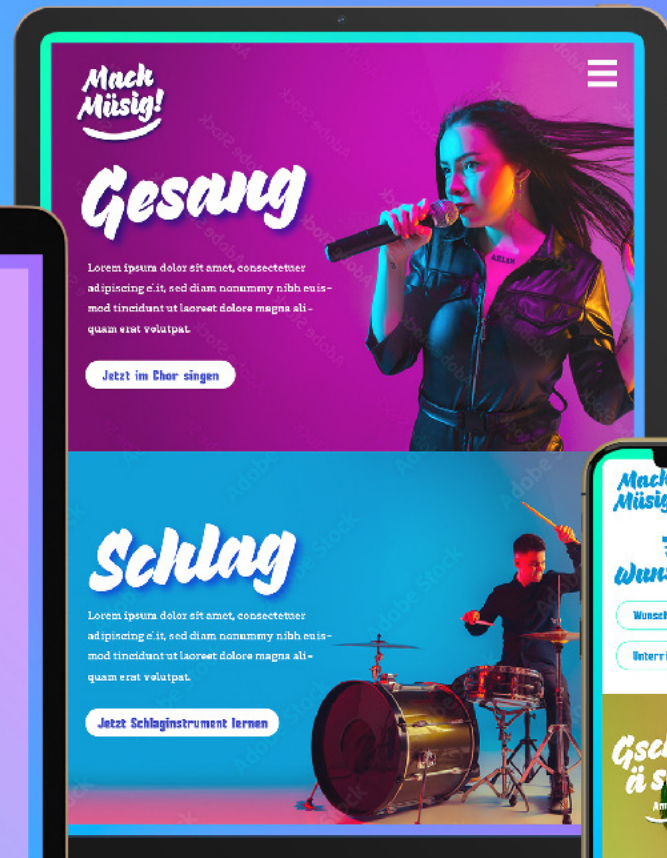 Mach
Müsig!
Gesang
Lorem ipsum dolor sit amet, consectetuer
adipiscing elit, sed diam nonummy nibh euis-
mod tincidunt ut laoreet dolore magna ali-
quam erat volutpat.
Jetzt im Chor singen
Schlag
Lorem ipsum dolor sit amet, consectetuer
adipiscing elit, sed diam nonummy nibh euis-
mod tincidunt ut laoreet dolore magna ali-
quam erat volutpat.
Jetzt Schlaginstrument lernen
Mach
Müsig
Adobe Stock